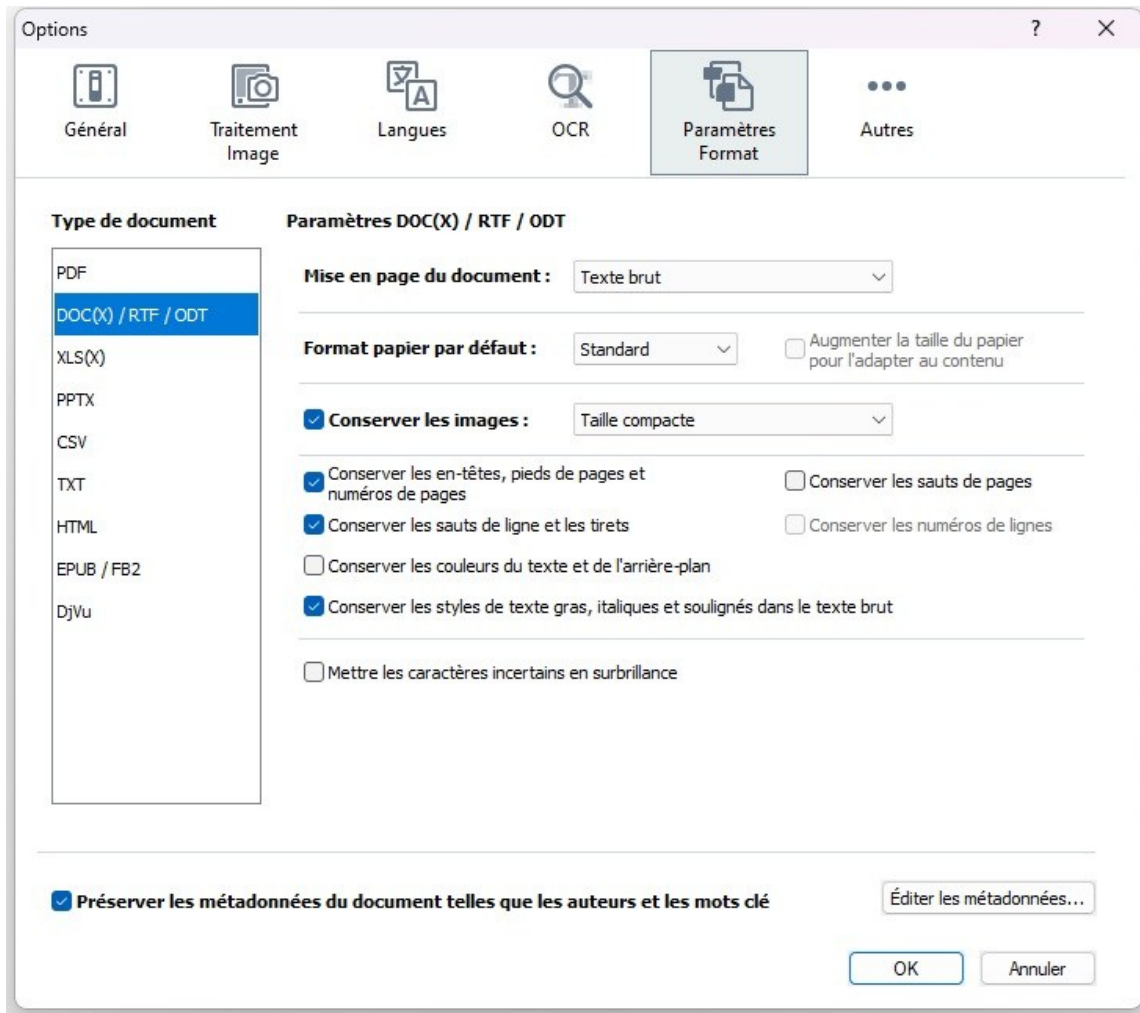 Options
?
Général
Traitement
Image
Langues
OCR
Paramètres
Format
Autres
Type de document
PDF
DOC(X) / RTF / ODT
XLS(X)
PPTX
CSV
TXT
HTML
EPUB / FB2
DjVu
Paramètres DOC(X) / RTF / ODT
Mise en page du document :
Texte brut
Format papier par défaut :
Standard
Augmenter la taille du papier
pour l'adapter au contenu
Conserver les images :
Taille compacte
Conserver les en-têtes, pieds de pages et
numéros de pages
Conserver les sauts de pages
Conserver les sauts de ligne et les tirets
Conserver les numéros de lignes
Conserver les couleurs du texte et de l'arrière-plan
Conserver les styles de texte gras, italiques et soulignés dans le texte brut
Mettre les caractères incertains en surbrillance
Préserver les métadonnées du document telles que les auteurs et les mots clé
Éditer les métadonnées...
OK
Annuler